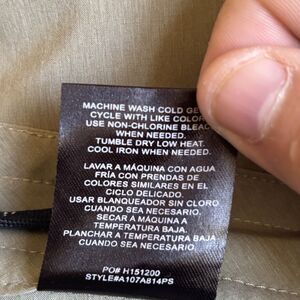 MACHINE WASH COLD GE
CYCLE WITH LIKE COLOR
USE NON-CHLORINE BLEAC
WHEN NEEDED.
TUMBLE DRY LOW HEAT.
COOL IRON WHEN NEEDED.
LAVAR A MÁQUINA CON AGUA
FRÍA CON PRENDAS DE
COLORES SIMILARES EN EL
CICLO DELICADO.
USAR BLANQUEADOR SIN CLORO
CUANDO SEA NECESARIO.
SECAR A MÁQUINA A
TEMPERATURA BAJA.
PLANCHAR A TEMPERATURA BAJA
CUANDO SEA NECESARIO.
PO# H151200
STYLE#A107A814PS